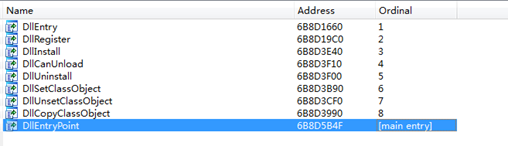 Name Address Ordinal
DllEntry 6B8D1660 1
DllRegister 6B8D19C0 2
DllInstall 6B8D3E40 3
DllCanUnload 6B8D3F10 4
DllUninstall 6B8D3F00 5
DllSetClassObject 6B8D3B90 6
DllUnsetClassObject 6B8D3CF0 7
DllCopyClassObject 6B8D3990 8
DllEntryPoint 6B8D5B4F [main entry]